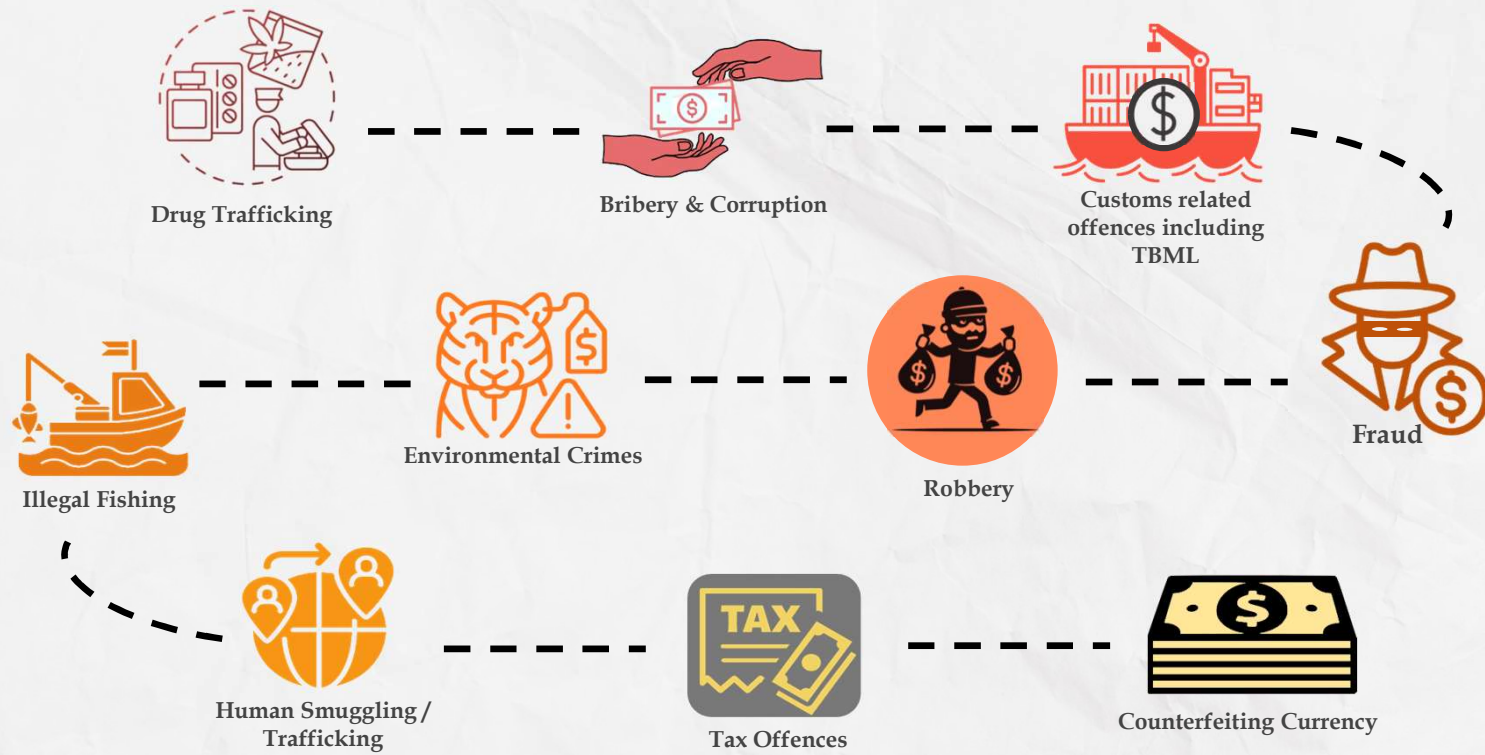 Drug Trafficking
Bribery & Corruption
Customs related
offences including
TBML
$
$
Illegal Fishing
$
Environmental Crimes
$
$
Robbery
$
Fraud
Human Smuggling /
Trafficking
TAX
Tax Offences
$
Counterfeiting Currency